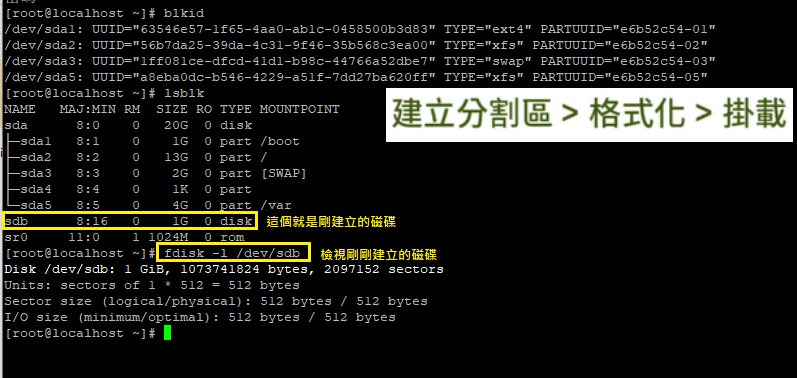 [root@localhost ~]# blkid
/dev/sda1: UUID="63546e57-1f65-4aa0-ab1c-0458500b3d83" TYPE="ext4" PARTUUID="e6b52c54-01"
/dev/sda2: UUID="56b7da25-39da-4c31-9f46-35b568c3ea00" TYPE="xfs" PARTUUID="e6b52c54-02"
/dev/sda3: UUID="1ff081ce-dfcd-41d1-b98c-44766a52dbe7" TYPE="swap" PARTUUID="e6b52c54-03"
/dev/sda5: UUID="a8eba0dc-b546-4229-a51f-7dd27ba620ff" TYPE="xfs" PARTUUID="e6b52c54-05"
[root@localhost ~]# lsblk
NAME   MAJ:MIN RM  SIZE RO TYPE MOUNTPOINT
建立分割區 > 格式化 > 掛載
sda      8:0    0   20G  0 disk
├─sda1   8:1    0    1G  0 part /boot
├─sda2   8:2    0   13G  0 part /
├─sda3   8:3    0    2G  0 part [SWAP]
├─sda4   8:4    0    1K  0 part
└─sda5   8:5    0    4G  0 part /var
sdb      8:16   0    1G  0 disk 這個就是剛建立的磁碟
sr0     11:0    1 1024M  0 rom
[root@localhost ~]# fdisk -l /dev/sdb 檢視剛剛建立的磁碟
Disk /dev/sdb: 1 GiB, 1073741824 bytes, 2097152 sectors
Units: sectors of 1 * 512 = 512 bytes
Sector size (logical/physical): 512 bytes / 512 bytes
I/O size (minimum/optimal): 512 bytes / 512 bytes
[root@localhost ~]#